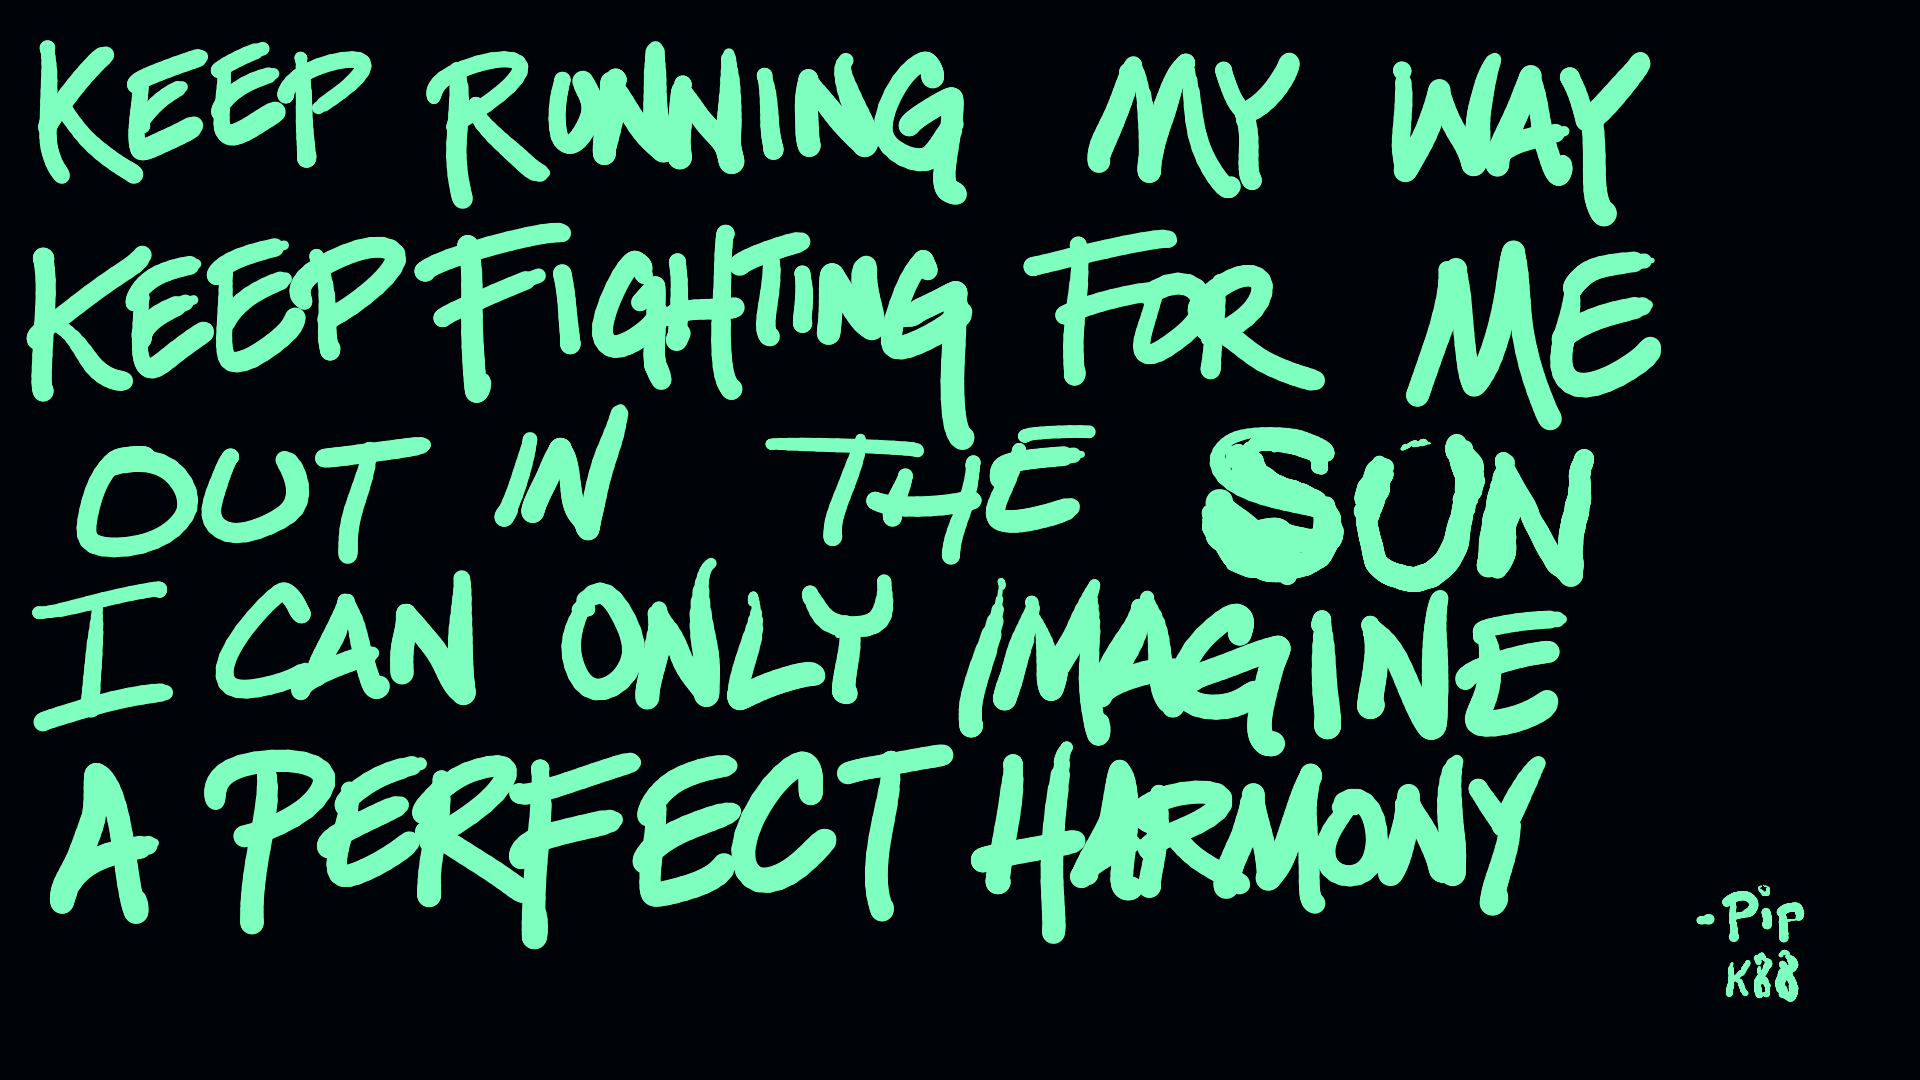 KEEP RUNNING MY WAY
KEEP FIGHTING FOR ME
OUT IN THE SUN
I CAN ONLY IMAGINE
A PERFECT HARMONY
-Pip
K88